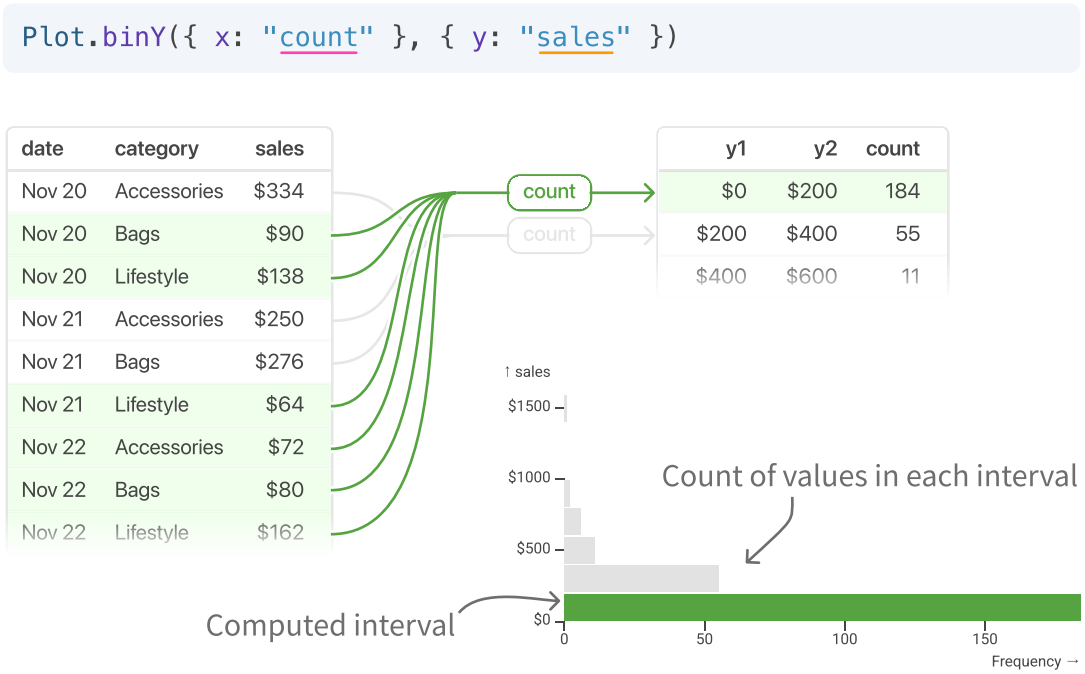 Plot.binY({ x: "count" }, { y: "sales" })
date category sales
Nov 20 Accessories $334
Nov 20 Bags $90
Nov 20 Lifestyle $138
Nov 21 Accessories $250
Nov 21 Bags $276
Nov 21 Lifestyle $64
Nov 22 Accessories $72
Nov 22 Bags $80
Nov 22 Lifestyle $162
count
count
y1 y2 count
$0 $200 184
$200 $400 55
$400 $600 11
↑ sales
$1500
$1000
$500
$0
0 50 100 150
Frequency →
Count of values in each interval
Computed interval